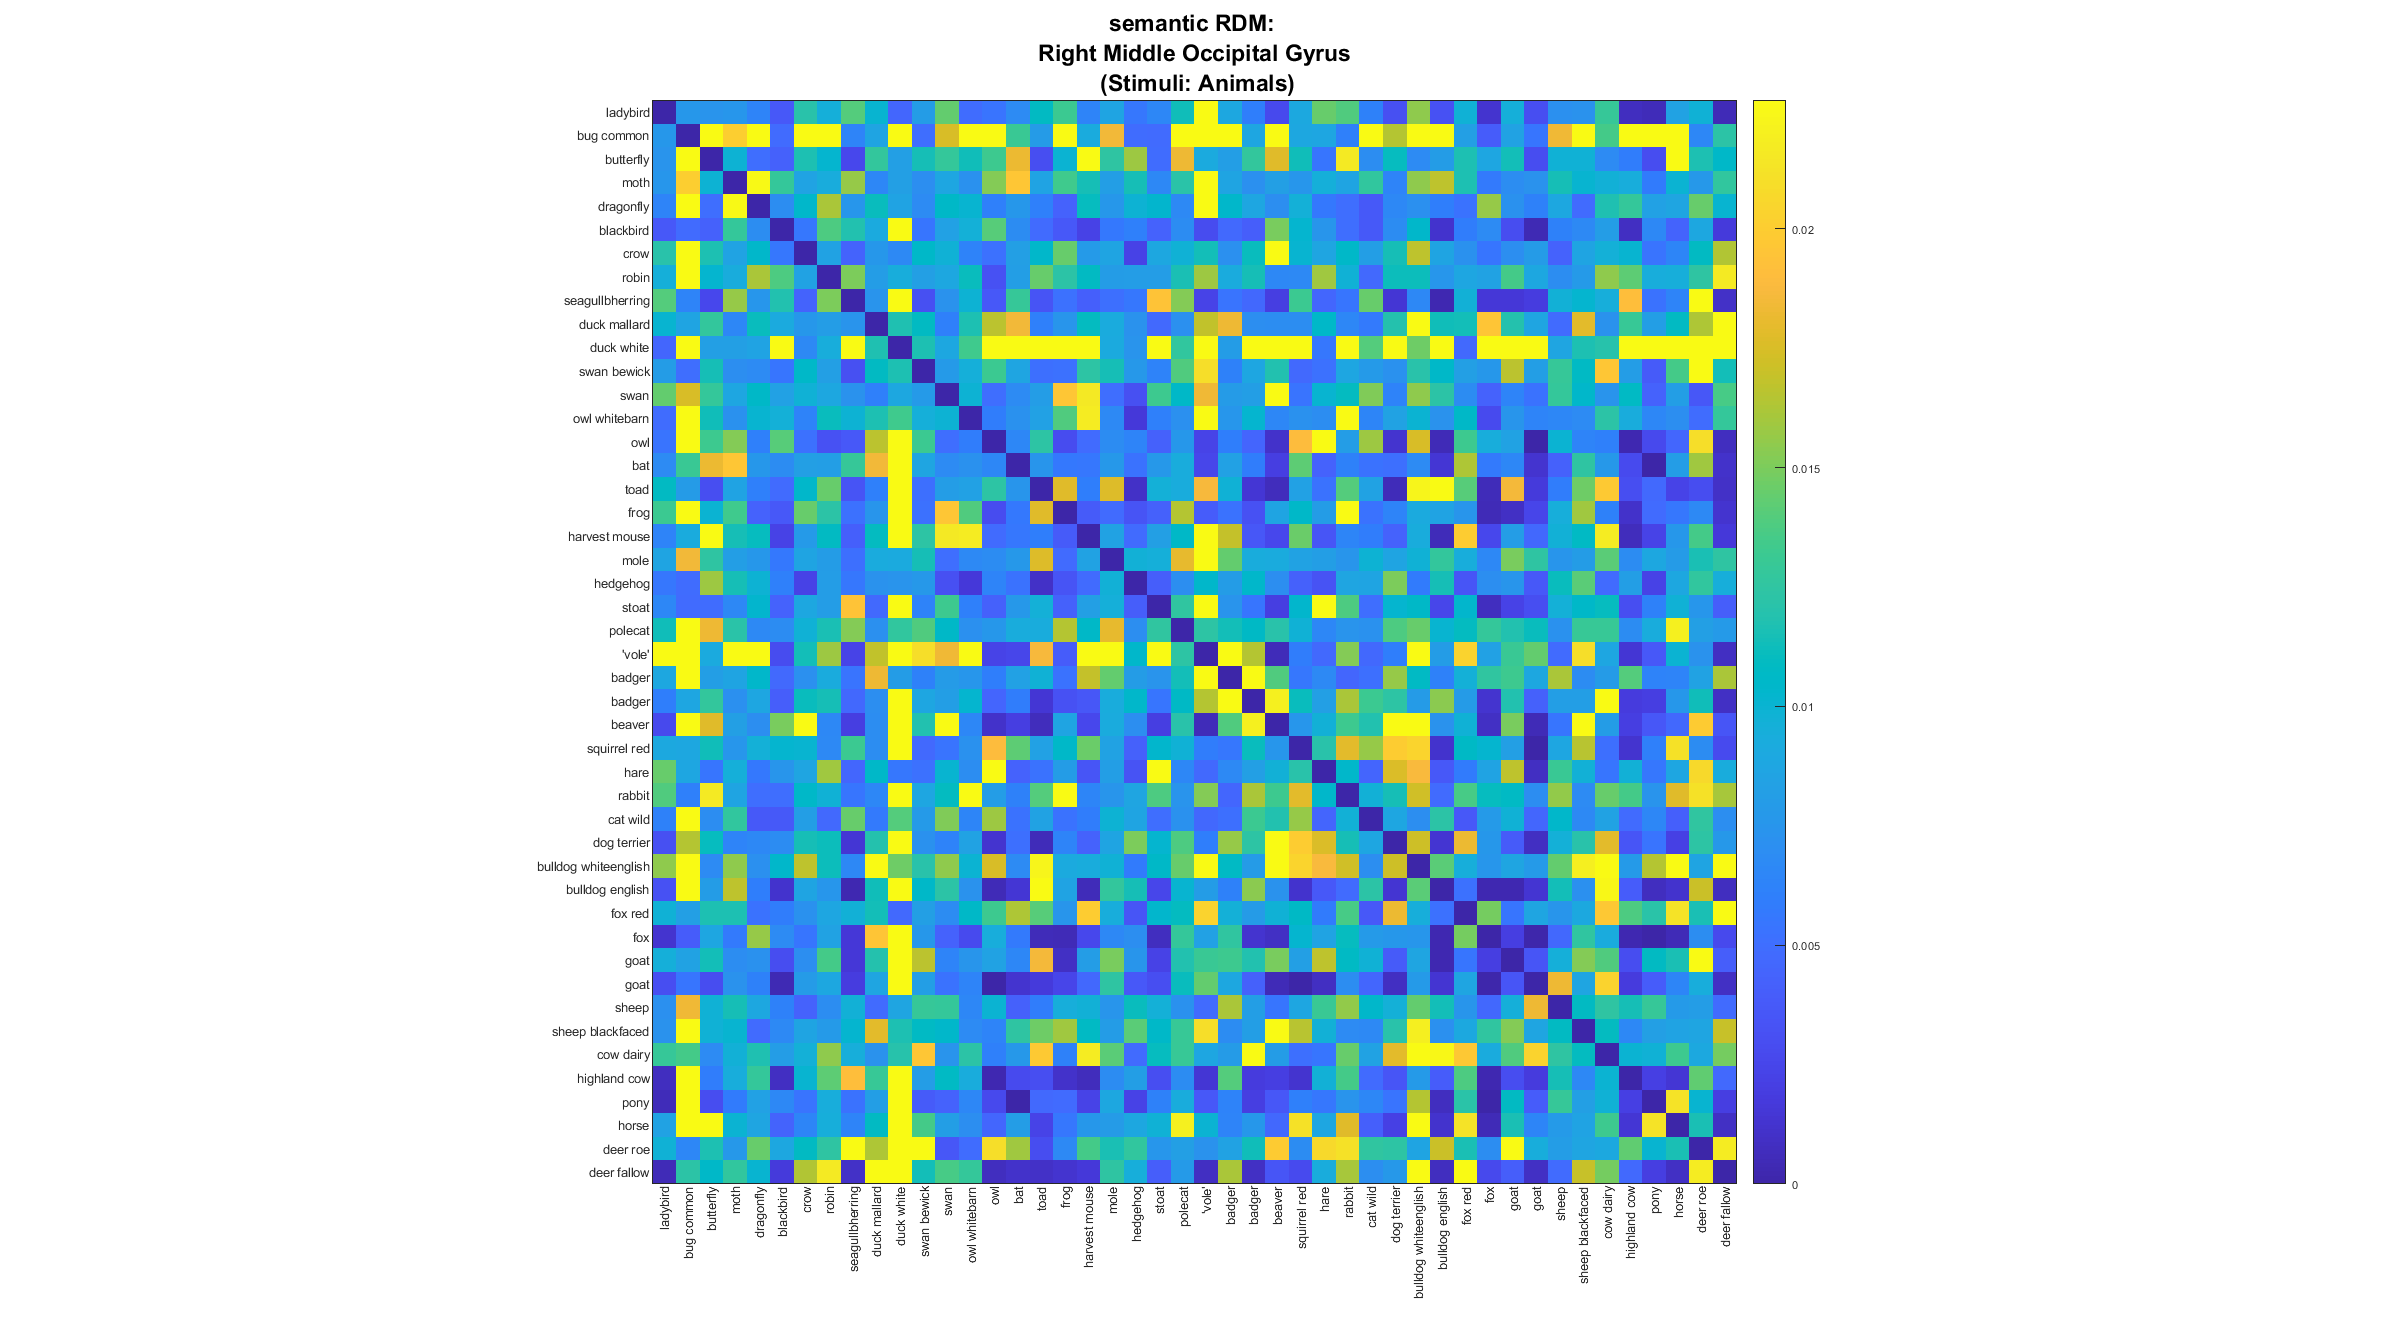 semantic RDM:
Right Middle Occipital Gyrus
(Stimuli: Animals)
ladybird
bug common
butterfly
moth
dragonfly
blackbird
crow
robin
seagullbherring
duck mallard
duck white
swan bewick
swan
owl whitebarn
owl
bat
toad
frog
harvest mouse
mole
hedgehog
stoat
polecat
'vole'
badger
badger
beaver
squirrel red
hare
rabbit
cat wild
dog terrier
bulldog whiteenglish
bulldog english
fox red
fox
goat
goat
sheep
sheep blackfaced
cow dairy
highland cow
pony
horse
deer roe
deer fallow
0.02
0.015
0.01
0.005
0
ladybird
bug common
butterfly
moth
dragonfly
blackbird
crow
robin
seagullbherring
duck mallard
duck white
swan bewick
swan
owl whitebarn
owl
bat
toad
frog
harvest mouse
mole
hedgehog
stoat
polecat
'vole'
badger
badger
beaver
squirrel red
hare
rabbit
cat wild
dog terrier
bulldog whiteenglish
bulldog english
fox red
fox
goat
goat
sheep
sheep blackfaced
cow dairy
highland cow
pony
horse
deer roe
deer fallow